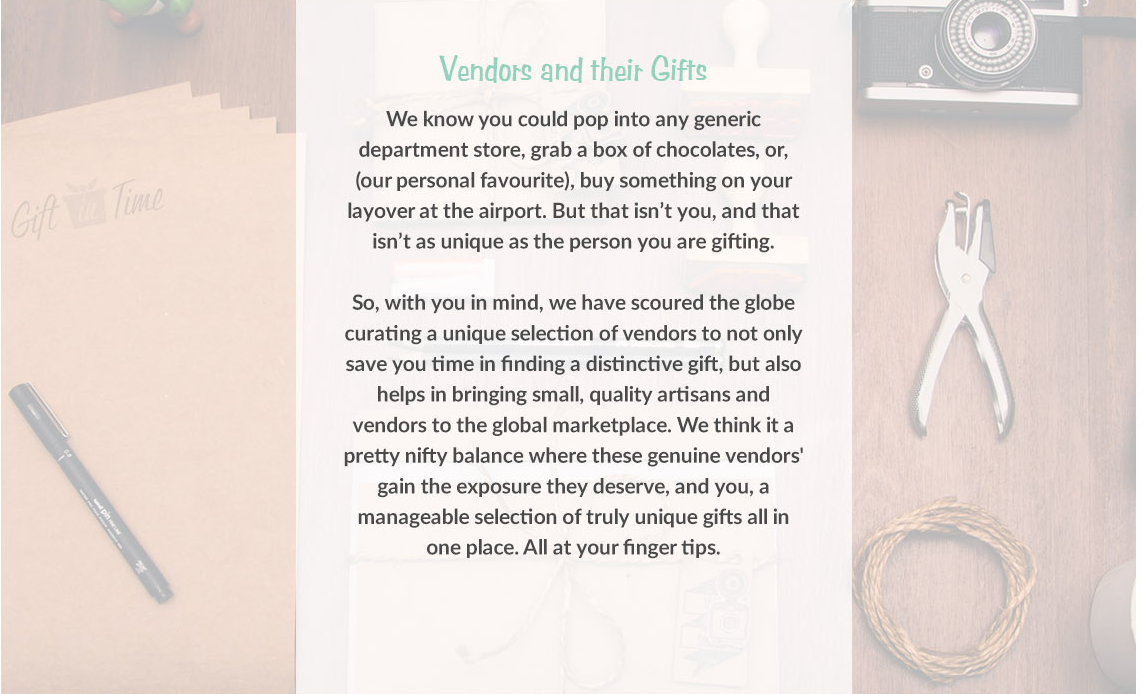 Vendors and their Gifts
We know you could pop into any generic
department store, grab a box of chocolates, or,
(our personal favourite), buy something on your
layover at the airport. But that isn’t you, and that
isn’t as unique as the person you are gifting.
So, with you in mind, we have scoured the globe
curating a unique selection of vendors to not only
save you time in finding a distinctive gift, but also
helps in bringing small, quality artisans and
vendors to the global marketplace. We think it a
pretty nifty balance where these genuine vendors'
gain the exposure they deserve, and you, a
manageable selection of truly unique gifts all in
one place. All at your finger tips.
Gift In Time
pin